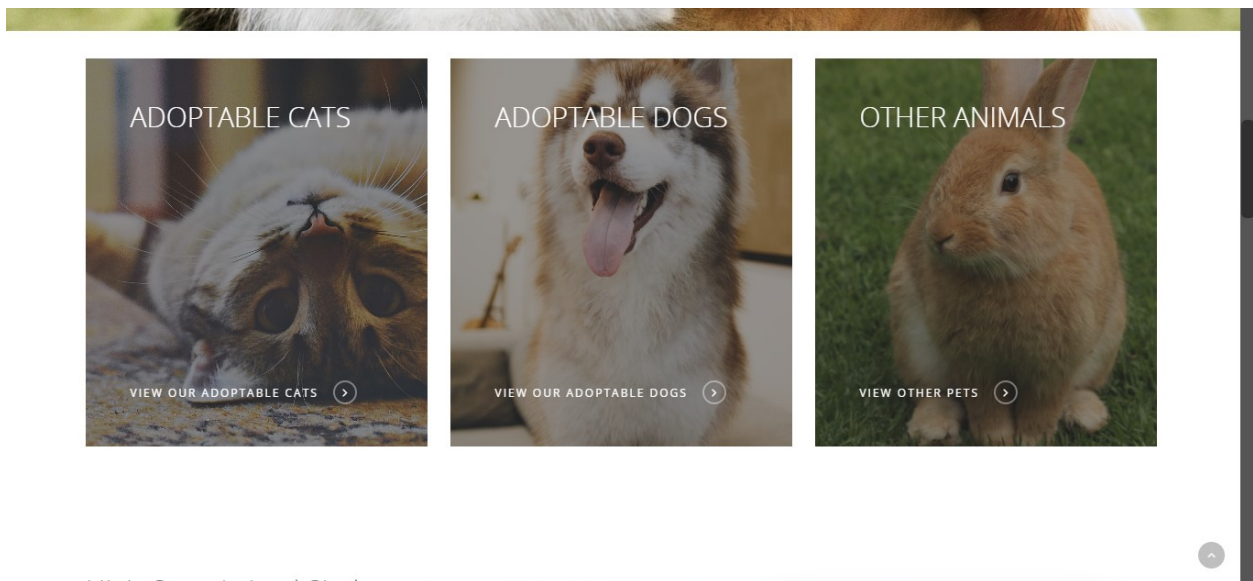 ADOPTABLE CATS
ADOPTABLE DOGS
OTHER ANIMALS
VIEW OUR ADOPTABLE CATS
VIEW OUR ADOPTABLE DOGS
VIEW OTHER PETS